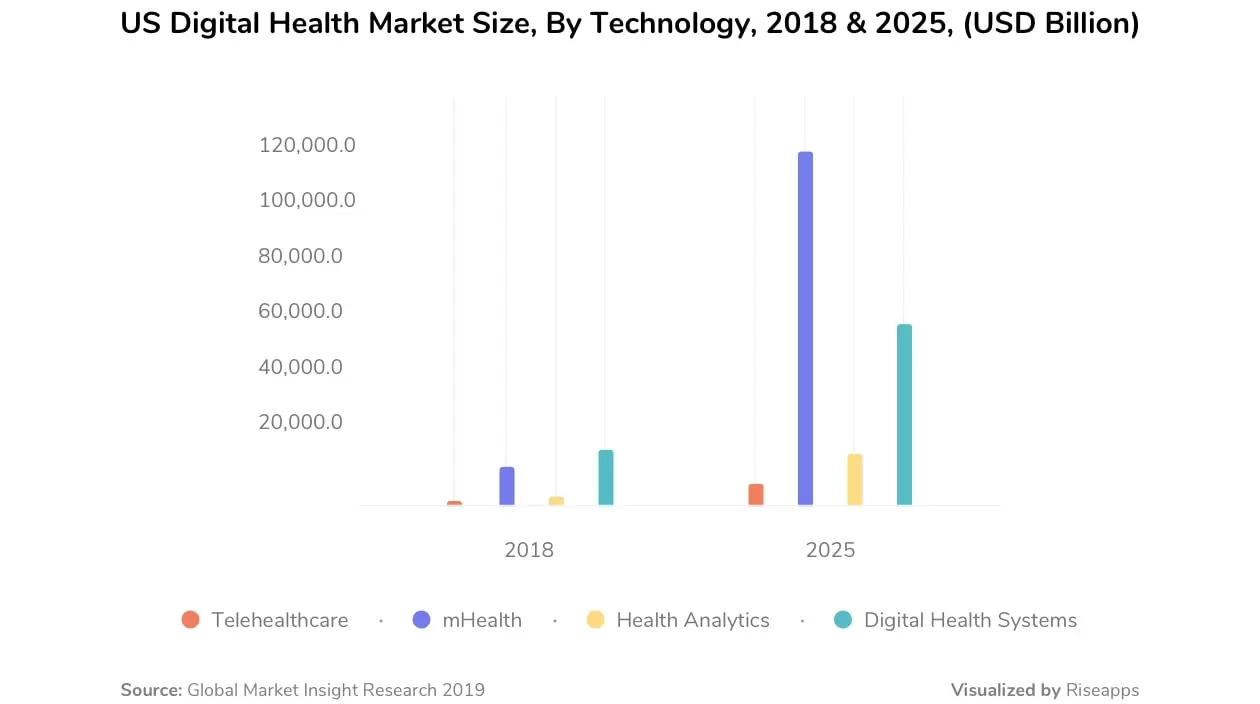 US Digital Health Market Size, By Technology, 2018 & 2025, (USD Billion)
120,000.0
100,000.0
80,000.0
60,000.0
40,000.0
20,000.0
2018 2025
Telehealthcare · mHealth · Health Analytics · Digital Health Systems
Source: Global Market Insight Research 2019 Visualized by Riseapps